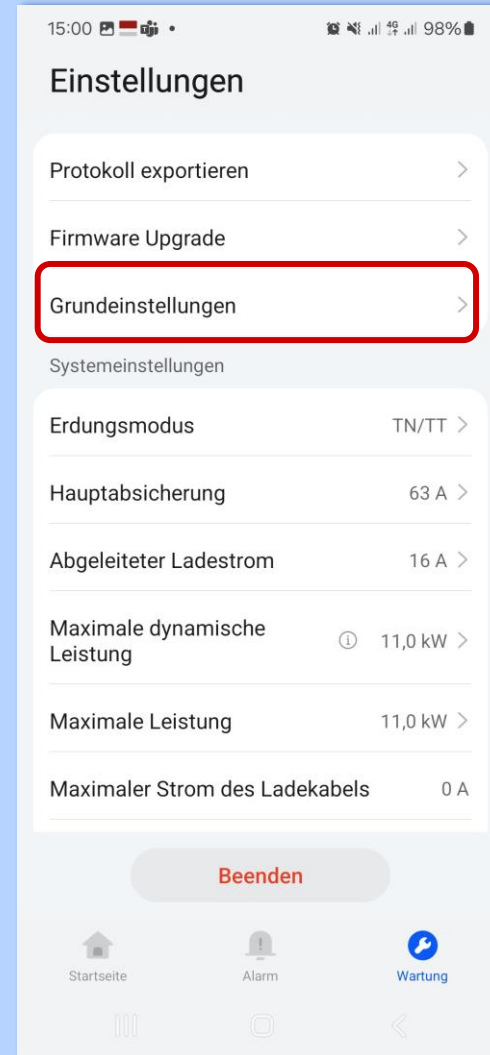 15:00 98%
Einstellungen
Protokoll exportieren
Firmware Upgrade
Grundeinstellungen
Systemeinstellungen
Erdungsmodus TN/TT
Hauptabsicherung 63 A
Abgeleiteter Ladestrom 16 A
Maximale dynamische
Leistung 11,0 kW
Maximale Leistung 11,0 kW
Maximaler Strom des Ladekabels 0 A
Beenden
Startseite Alarm Wartung